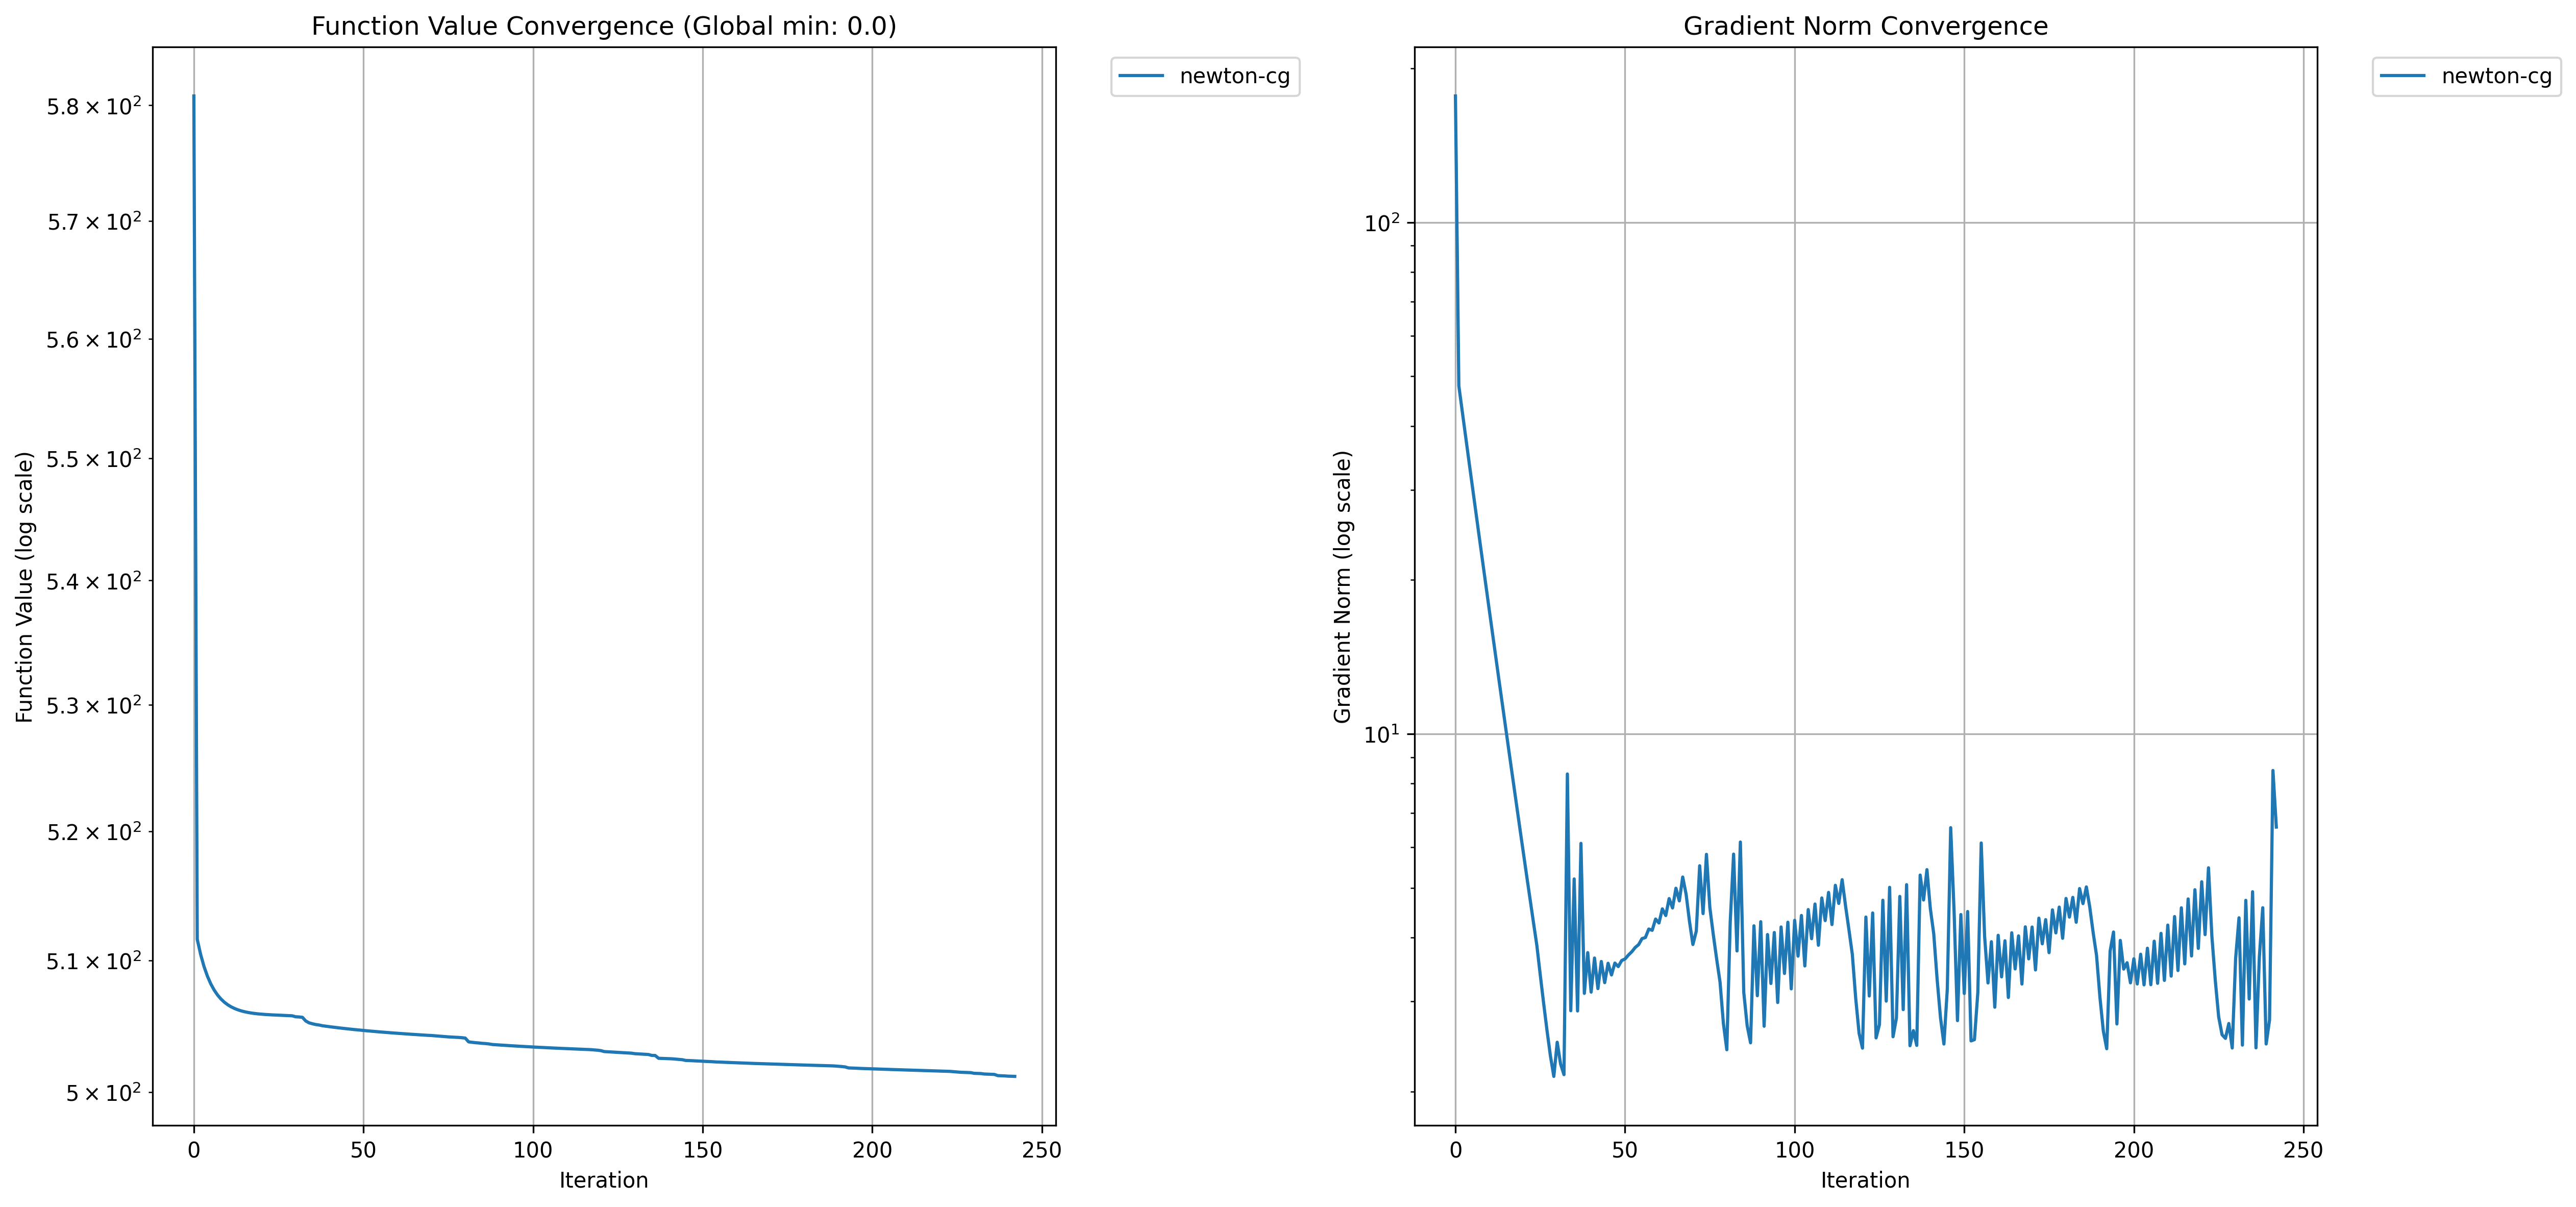 Function Value Convergence (Global min: 0.0)
newton-cg
Function Value (log scale)
5.8 × 10²
5.7 × 10²
5.6 × 10²
5.5 × 10²
5.4 × 10²
5.3 × 10²
5.2 × 10²
5.1 × 10²
5 × 10²
0 50 100 150 200 250
Iteration
Gradient Norm Convergence
newton-cg
Gradient Norm (log scale)
10²
10¹
0 50 100 150 200 250
Iteration